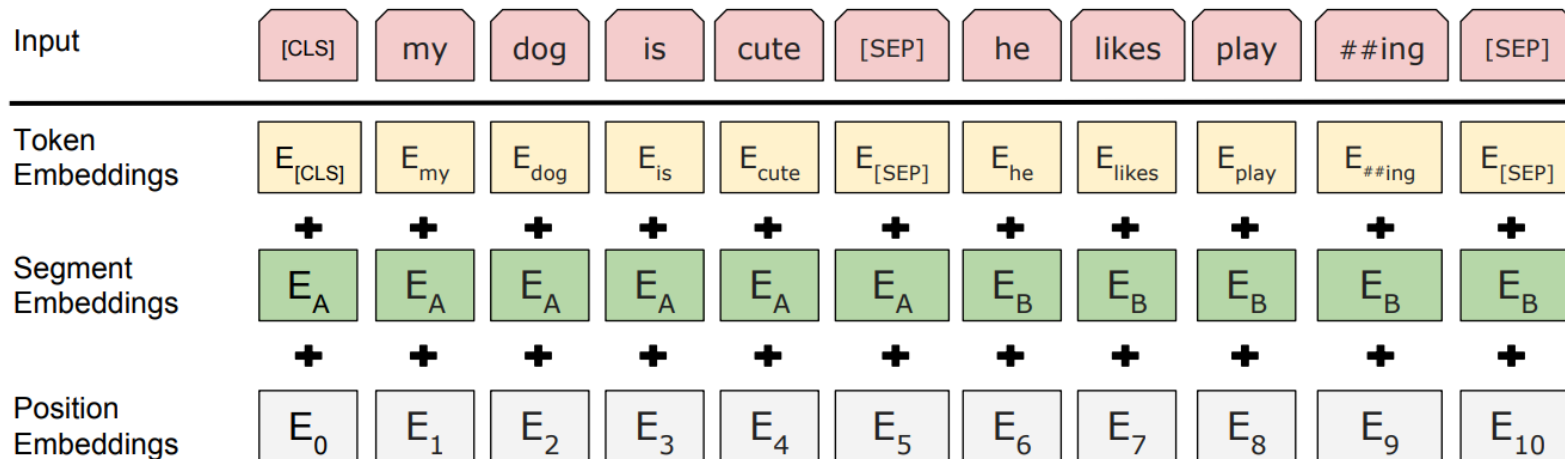 Input [CLS] my dog is cute [SEP] he likes play ##ing [SEP]
Token
Embeddings
E[CLS] Emy Edog Eis Ecute E[SEP] Ehe Elikes Eplay E##ing E[SEP]
+ + + + + + + + + + +
Segment
Embeddings
EA EA EA EA EA EA EB EB EB EB EB
+ + + + + + + + + + +
Position
Embeddings
E0 E1 E2 E3 E4 E5 E6 E7 E8 E9 E10